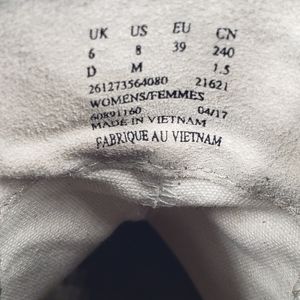 UK US EU CN
6 8 39 240
D M 1.5
261273564080 21621
WOMENS/FEMMES
60891160 04/17
MADE IN VIETNAM
FABRIQUE AU VIETNAM